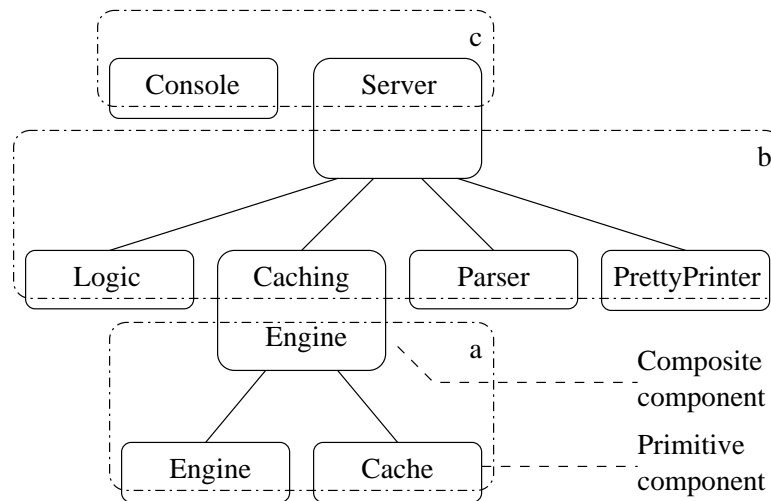 c
Console
Server
b
Logic
Caching
Engine
Parser
PrettyPrinter
a
Composite
component
Engine
Cache
Primitive
component